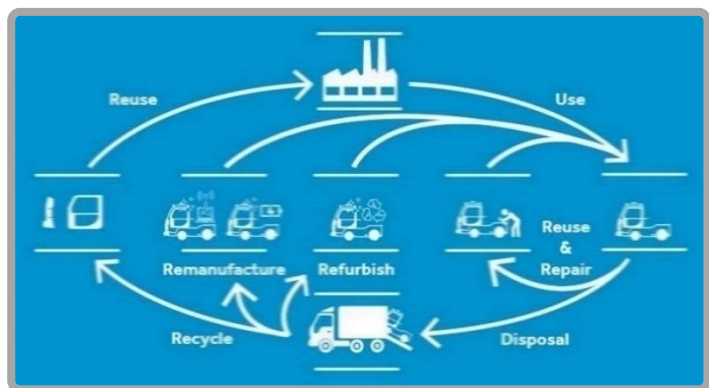 Reuse
Use
Reuse
&
Repair
Remanufacture
Refurbish
Recycle
Disposal